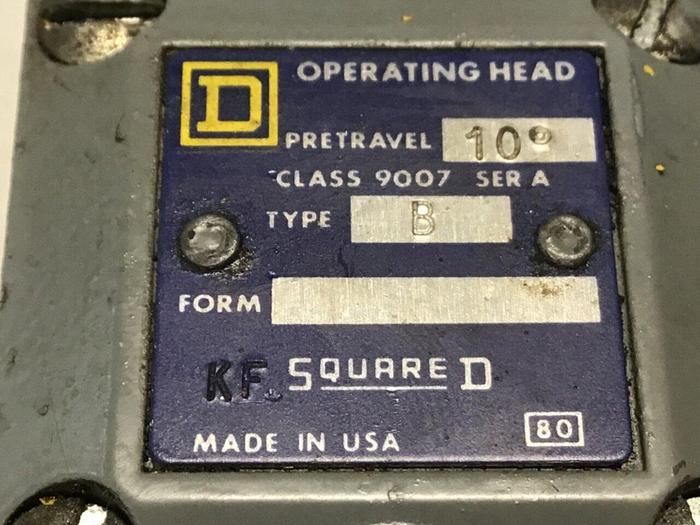 D OPERATING HEAD
PRETRAVEL 10°
CLASS 9007 SER A
TYPE B
FORM
KF SQUARE D
MADE IN USA 80